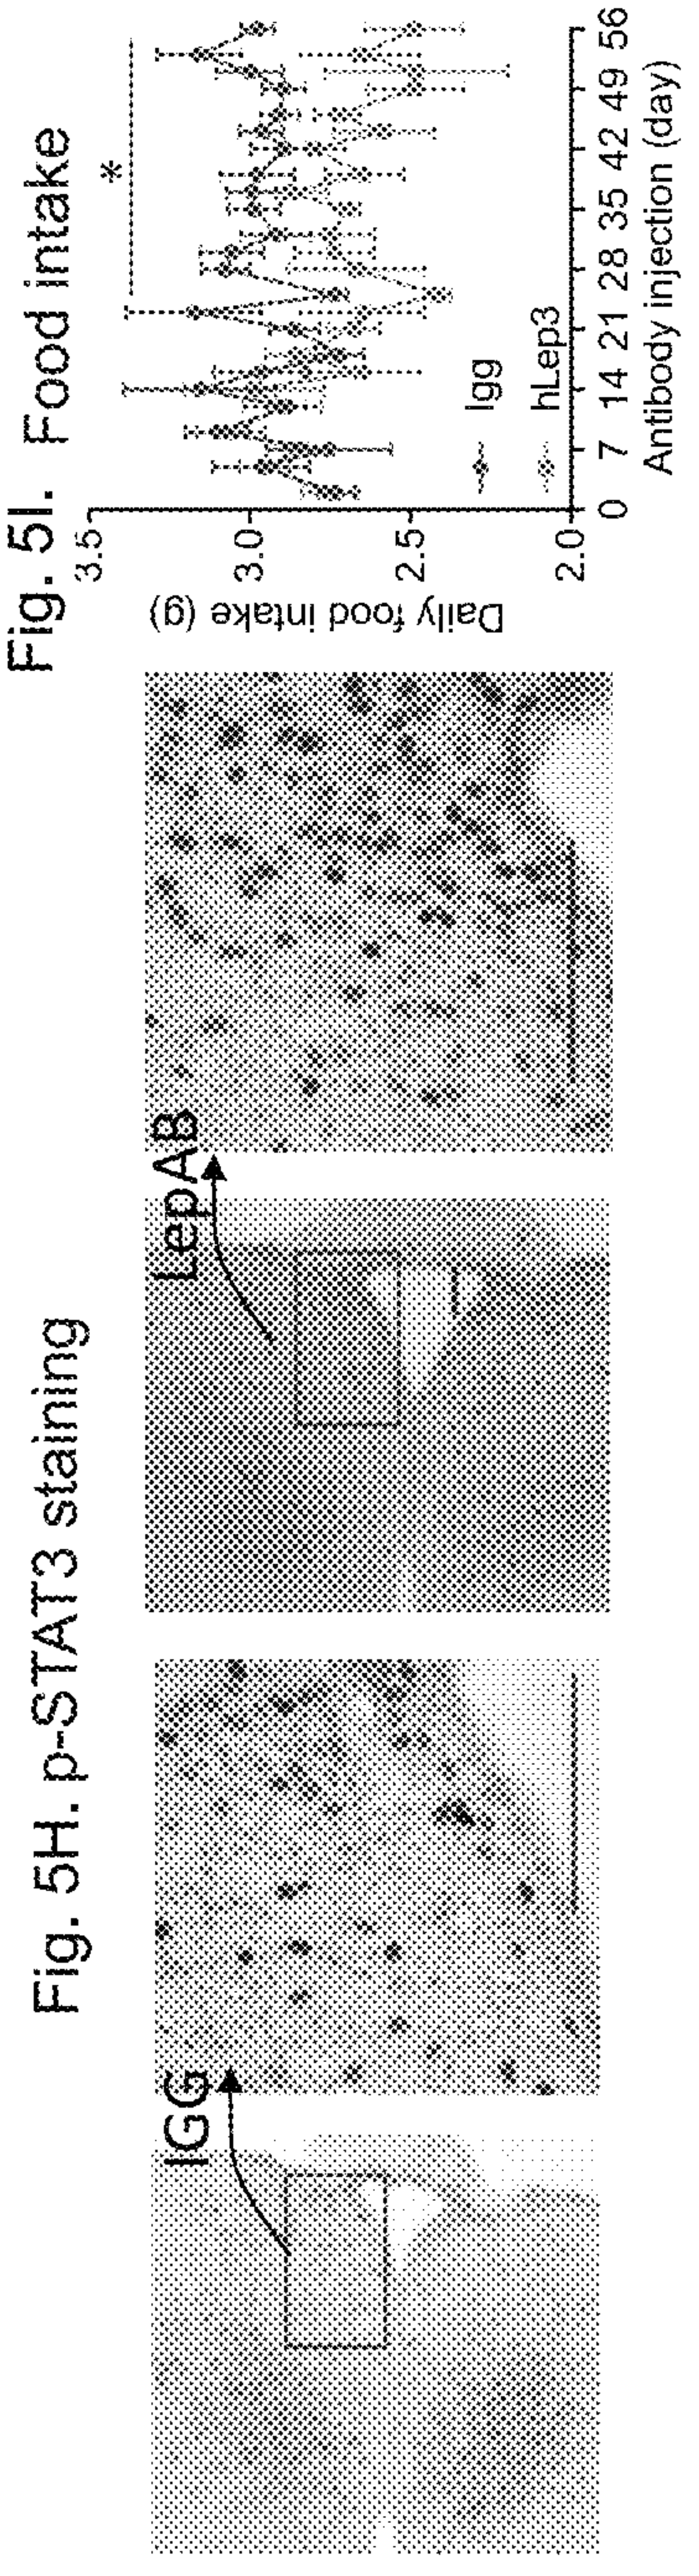 Fig. 5H. p-STAT3 staining
IGG
LepAB
Fig. 5I. Food intake
*
3.5
3.0
2.5
2.0
Daily food intake (g)
Igg
hLep3
0 7 14 21 28 35 42 49 56
Antibody injection (day)